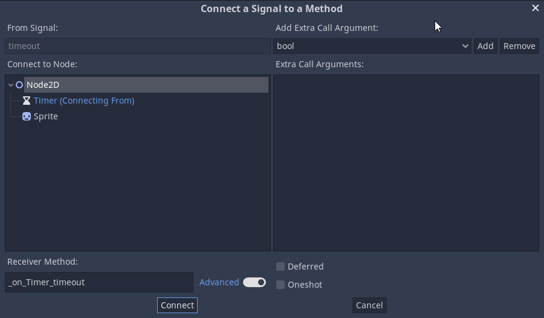 Connect a Signal to a Method
From Signal:
timeout
Connect to Node:
Node2D
Timer (Connecting From)
Sprite
Add Extra Call Argument:
bool
Add
Remove
Extra Call Arguments:
Receiver Method:
_on_Timer_timeout
Advanced
Deferred
Oneshot
Connect
Cancel